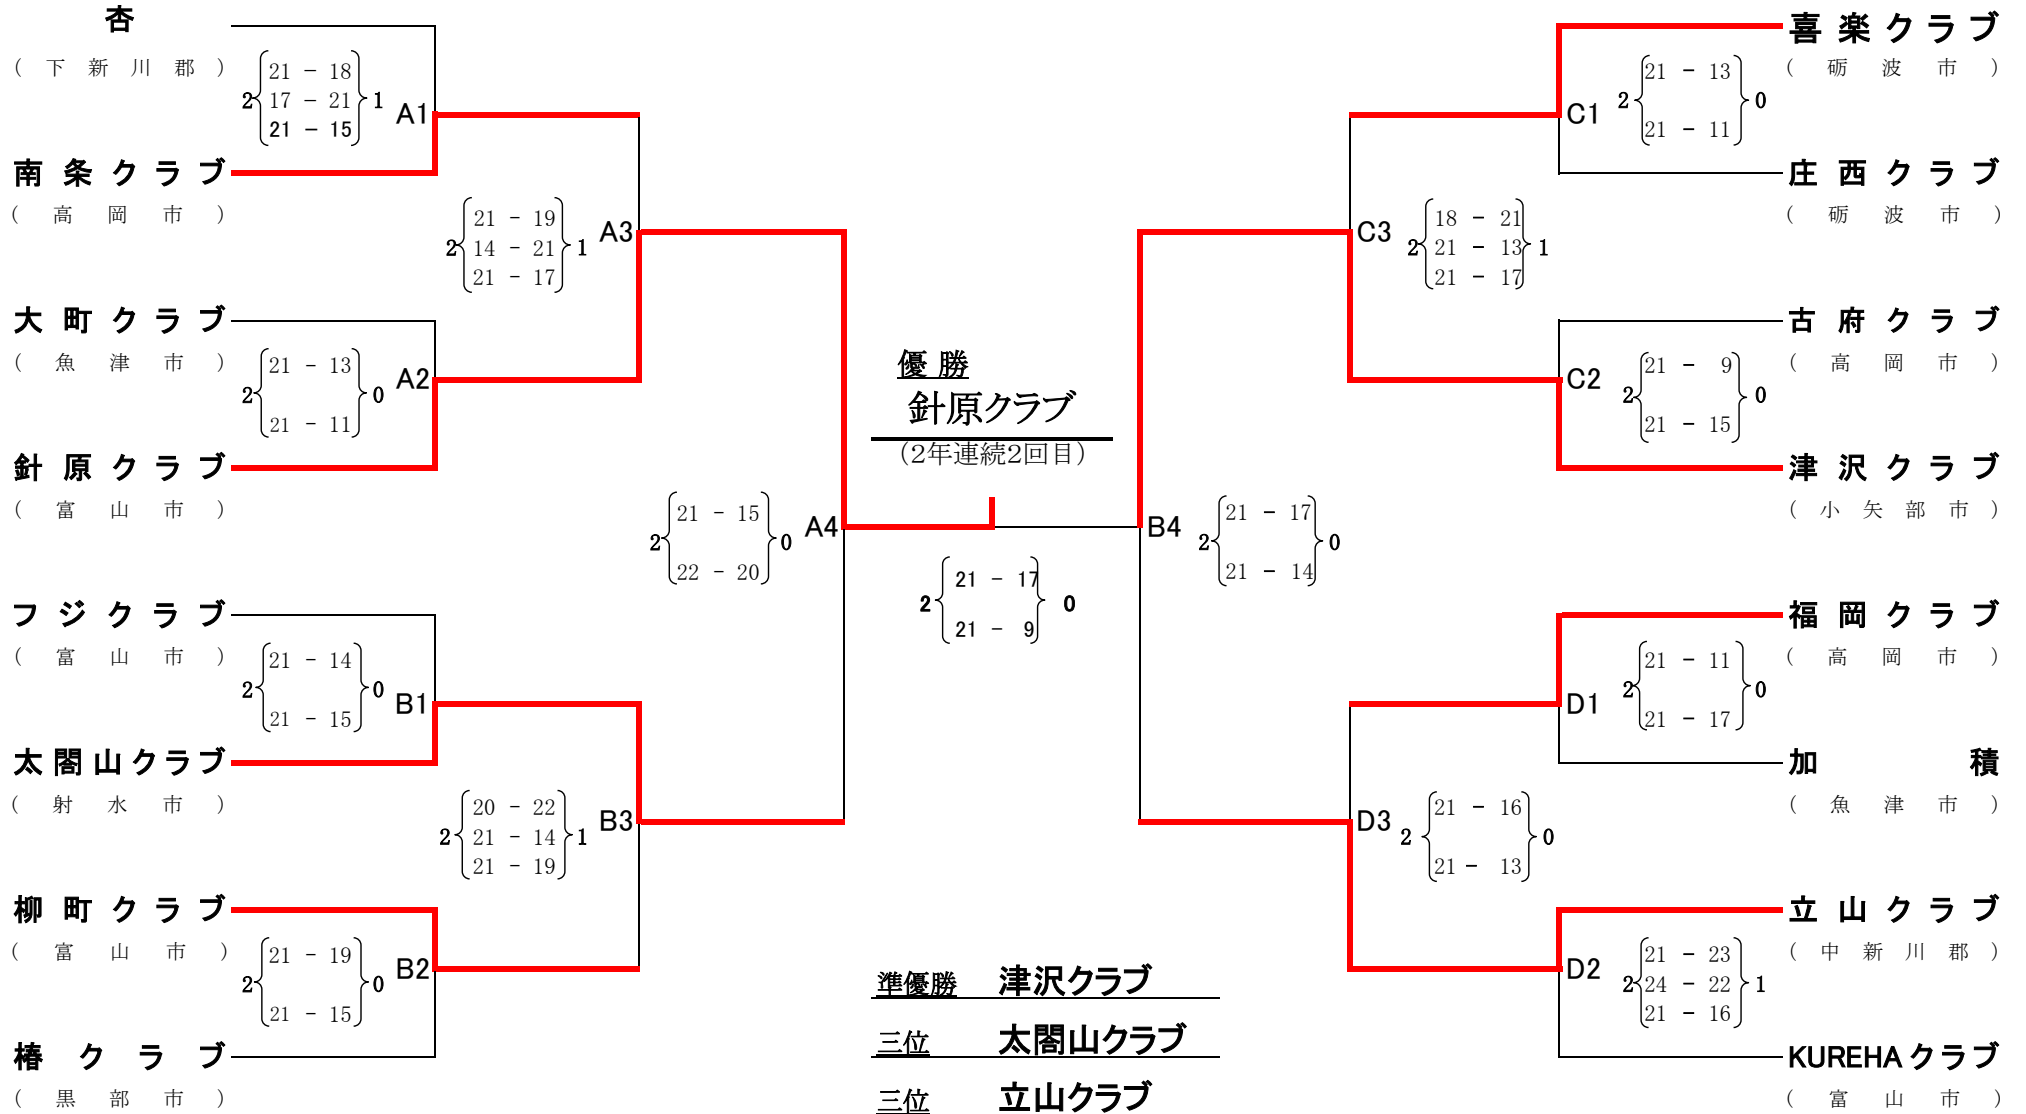 杏
( 下 新 川 郡 )
2 21 - 18 1
17 - 21
21 - 15
A1
南 条 ク ラ ブ
( 高 岡 市 )
2 21 - 19 1
14 - 21
21 - 17
A3
大 町 ク ラ ブ
( 魚 津 市 )
2 21 - 13 0
21 - 11
A2
針 原 ク ラ ブ
( 富 山 市 )
2 21 - 15 0
22 - 20
A4
フ ジ ク ラ ブ
( 富 山 市 )
2 21 - 14 0
21 - 15
B1
太 閤 山 ク ラ ブ
( 射 水 市 )
2 20 - 22 1
21 - 14
21 - 19
B3
柳 町 ク ラ ブ
( 富 山 市 )
2 21 - 19 0
21 - 15
B2
椿 ク ラ ブ
( 黒 部 市 )
優 勝
針原クラブ
(2年連続2回目)
2 21 - 17 0
21 - 9
準優勝 津沢クラブ
三位 太閤山クラブ
三位 立山クラブ
喜 楽 ク ラ ブ
( 砺 波 市 )
C1
2 21 - 13 0
21 - 11
庄 西 ク ラ ブ
( 砺 波 市 )
C3
2 18 - 21 1
21 - 13
21 - 17
古 府 ク ラ ブ
( 高 岡 市 )
C2
2 21 - 9 0
21 - 15
津 沢 ク ラ ブ
( 小 矢 部 市 )
B4
2 21 - 17 0
21 - 14
福 岡 ク ラ ブ
( 高 岡 市 )
D1
2 21 - 11 0
21 - 17
加 積
( 魚 津 市 )
D3
2 21 - 16 0
21 - 13
立 山 ク ラ ブ
( 中 新 川 郡 )
D2
2 21 - 23 1
24 - 22
21 - 16
KUREHA ク ラ ブ
( 富 山 市 )